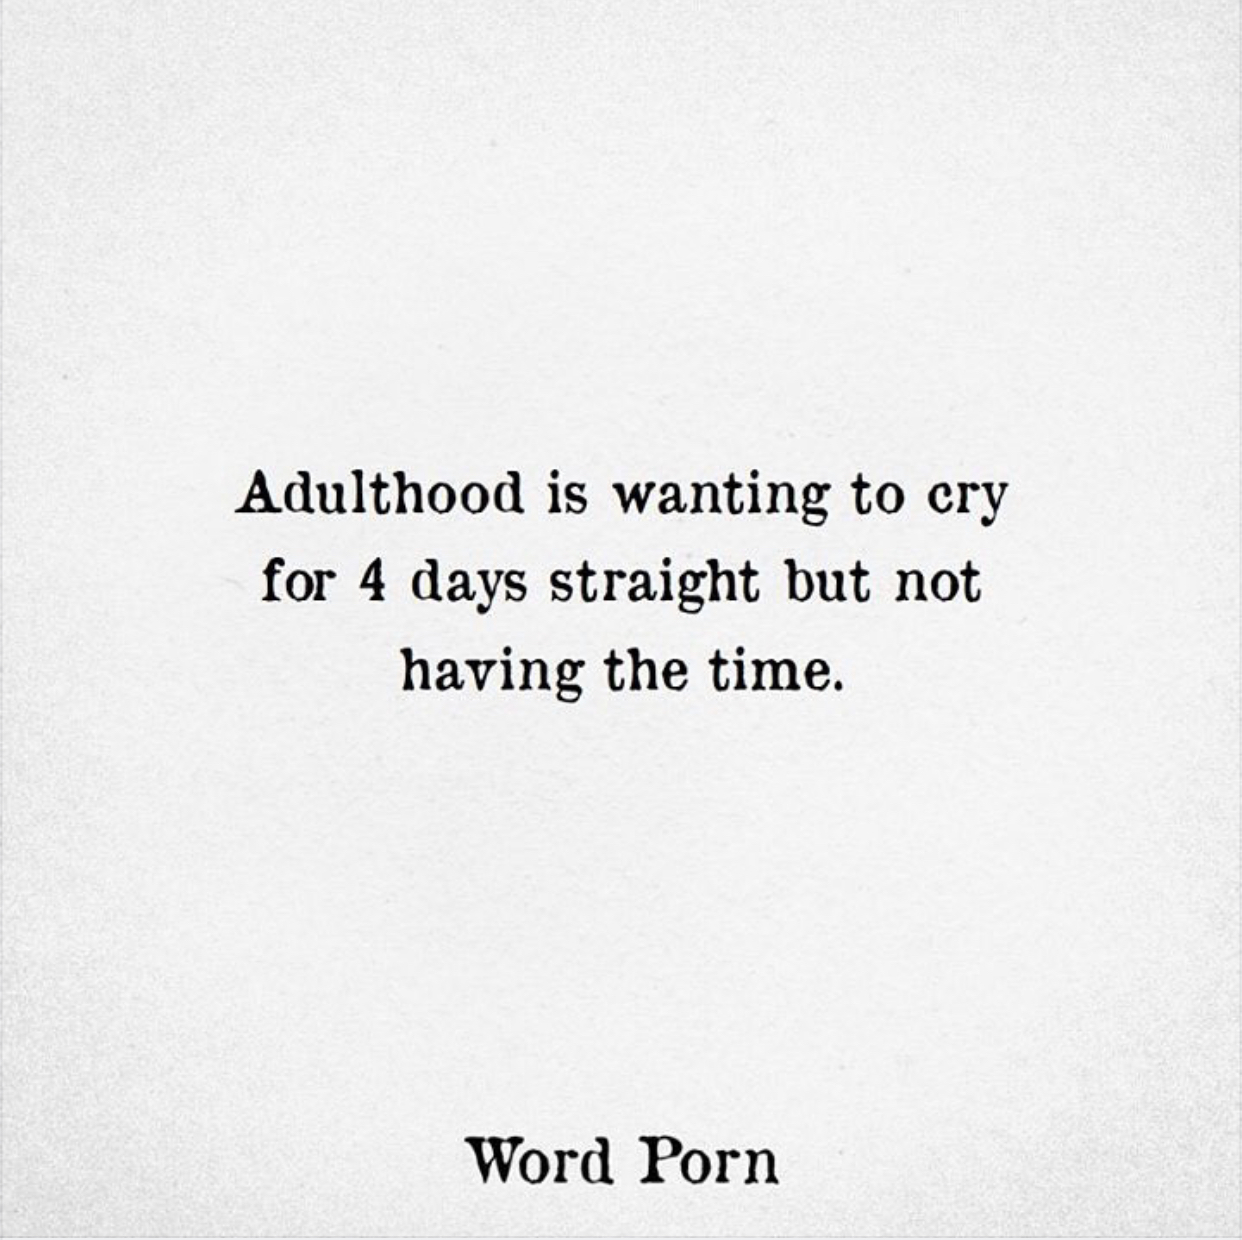 Adulthood is wanting to cry
for 4 days straight but not
having the time.
Word Porn